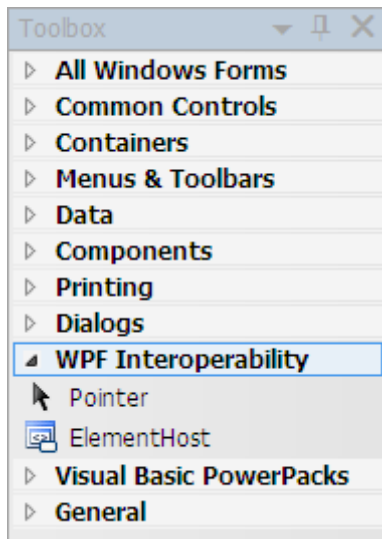 Toolbox
All Windows Forms
Common Controls
Containers
Menus & Toolbars
Data
Components
Printing
Dialogs
WPF Interoperability
Pointer
ElementHost
Visual Basic PowerPacks
General